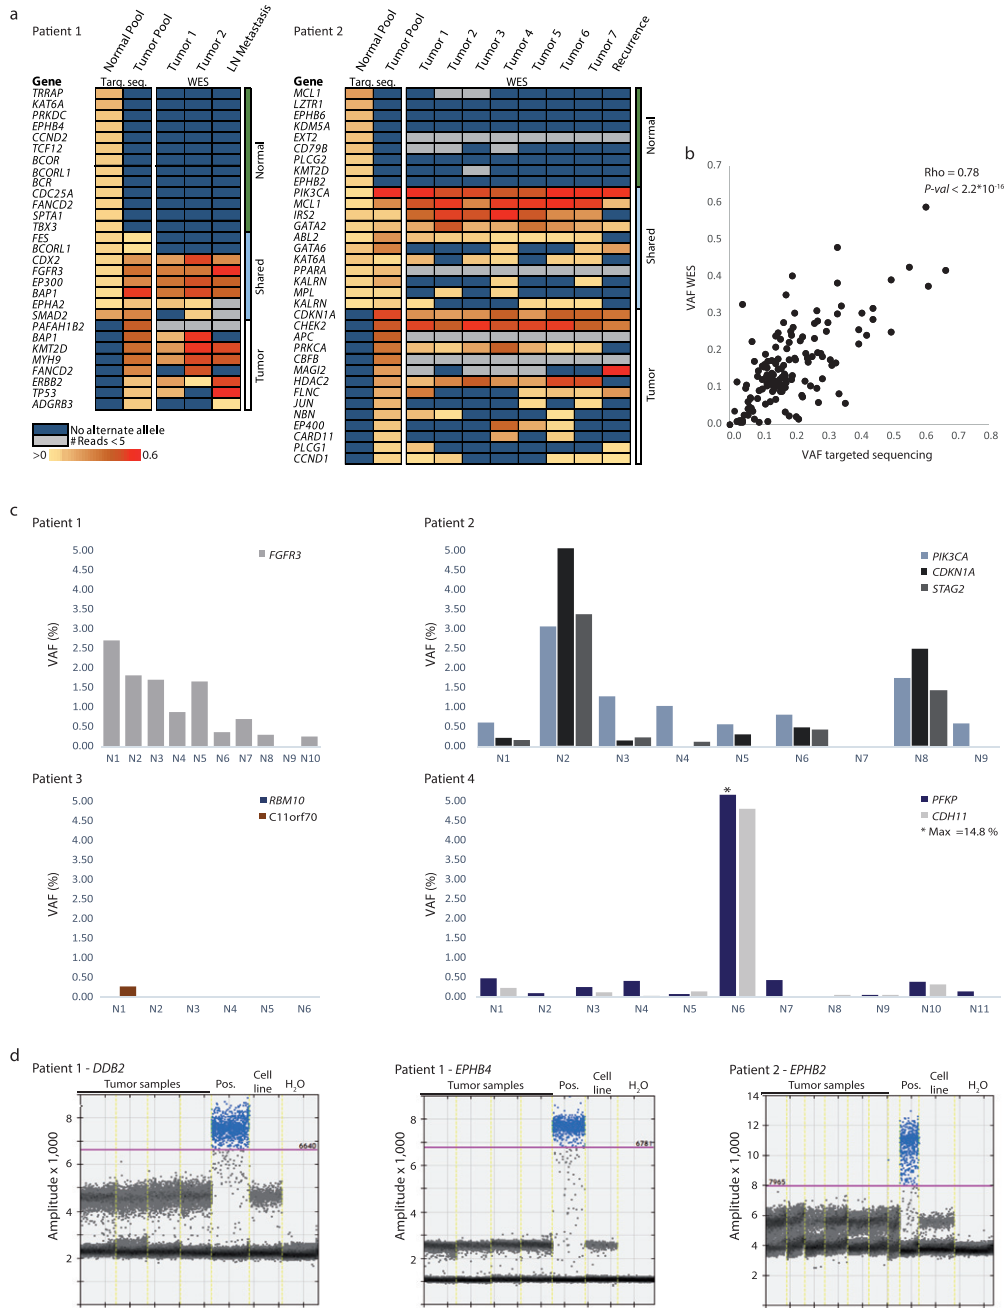 a
Patient 1
Normal Pool
Tumor Pool
Tumor 1
Tumor 2
LN Metastasis
Gene
Targ. seq.
WES
TRRAP
KAT6A
PRKDC
EPHB4
CCND2
TCF12
BCOR
BCORL1
BCR
CDC25A
FANCD2
SPTA1
TBX3
FES
BCORL1
CDX2
FGFR3
EP300
BAP1
EPHA2
SMAD2
PAFAH1B2
BAP1
KMT2D
MYH9
FANCD2
ERBB2
TP53
ADGRB3
Normal
Shared
Tumor
No alternate allele
# Reads < 5
>0
0.6
Patient 2
Normal Pool
Tumor Pool
Tumor 1
Tumor 2
Tumor 3
Tumor 4
Tumor 5
Tumor 6
Tumor 7
Recurrence
Gene
Targ. seq.
WES
MCL1
LZTR1
EPHB6
KDM5A
EXT2
CD79B
PLCG2
KMT2D
EPHB2
PIK3CA
MCL1
IRS2
GATA2
ABL2
GATA6
KAT6A
PPARA
KALRN
MPL
KALRN
CDKN1A
CHEK2
APC
PRKCA
CBFB
MAGI2
HDAC2
FLNC
JUN
NBN
EP400
CARD11
PLCG1
CCND1
Normal
Shared
Tumor
b
0.7
0.6
0.5
0.4
0.3
0.2
0.1
0.0
VAF WES
Rho = 0.78
P-val < 2.2*10-16
0.0 0.1 0.2 0.3 0.4 0.5 0.6 0.7 0.8
VAF targeted sequencing
c
Patient 1
5.00
4.50
4.00
3.50
3.00
2.50
2.00
1.50
1.00
0.50
0.00
VAF (%)
FGFR3
N1 N2 N3 N4 N5 N6 N7 N8 N9 N10
Patient 2
5.00
4.50
4.00
3.50
3.00
2.50
2.00
1.50
1.00
0.50
0.00
VAF (%)
PIK3CA
CDKN1A
STAG2
N1 N2 N3 N4 N5 N6 N7 N8 N9
Patient 3
5.00
4.50
4.00
3.50
3.00
2.50
2.00
1.50
1.00
0.50
0.00
VAF (%)
RBM10
C11orf70
N1 N2 N3 N4 N5 N6
Patient 4
5.00
4.50
4.00
3.50
3.00
2.50
2.00
1.50
1.00
0.50
0.00
VAF (%)
*
PFKP
CDH11
* Max =14.8 %
N1 N2 N3 N4 N5 N6 N7 N8 N9 N10 N11
d
Patient 1 - DDB2
Tumor samples
Pos.
Cell line
H2O
8
6
4
2
Amplitude x 1,000
6640
Patient 1 - EPHB4
Tumor samples
Pos.
Cell line
H2O
8
6
4
2
Amplitude x 1,000
6781
Patient 2 - EPHB2
Tumor samples
Pos.
Cell line
H2O
14
12
10
8
6
4
2
Amplitude x 1,000
7965